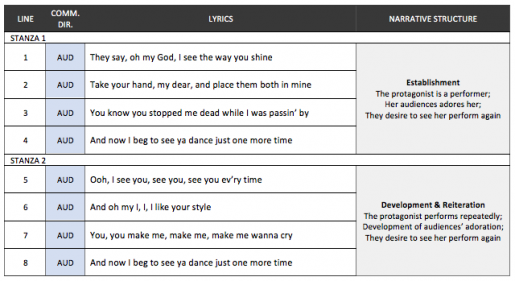 LINE COMM. DIR. LYRICS NARRATIVE STRUCTURE
STANZA 1
1 AUD They say, oh my God, I see the way you shine
2 AUD Take your hand, my dear, and place them both in mine
3 AUD You know you stopped me dead while I was passin' by
4 AUD And now I beg to see ya dance just one more time
Establishment
The protagonist is a performer;
Her audiences adores her;
They desire to see her perform again
STANZA 2
5 AUD Ooh, I see you, see you, see you ev'ry time
6 AUD And oh my I, I, I like your style
7 AUD You, you make me, make me, make me wanna cry
8 AUD And now I beg to see ya dance just one more time
Development & Reiteration
The protagonist performs repeatedly;
Development of audiences' adoration;
They desire to see her perform again